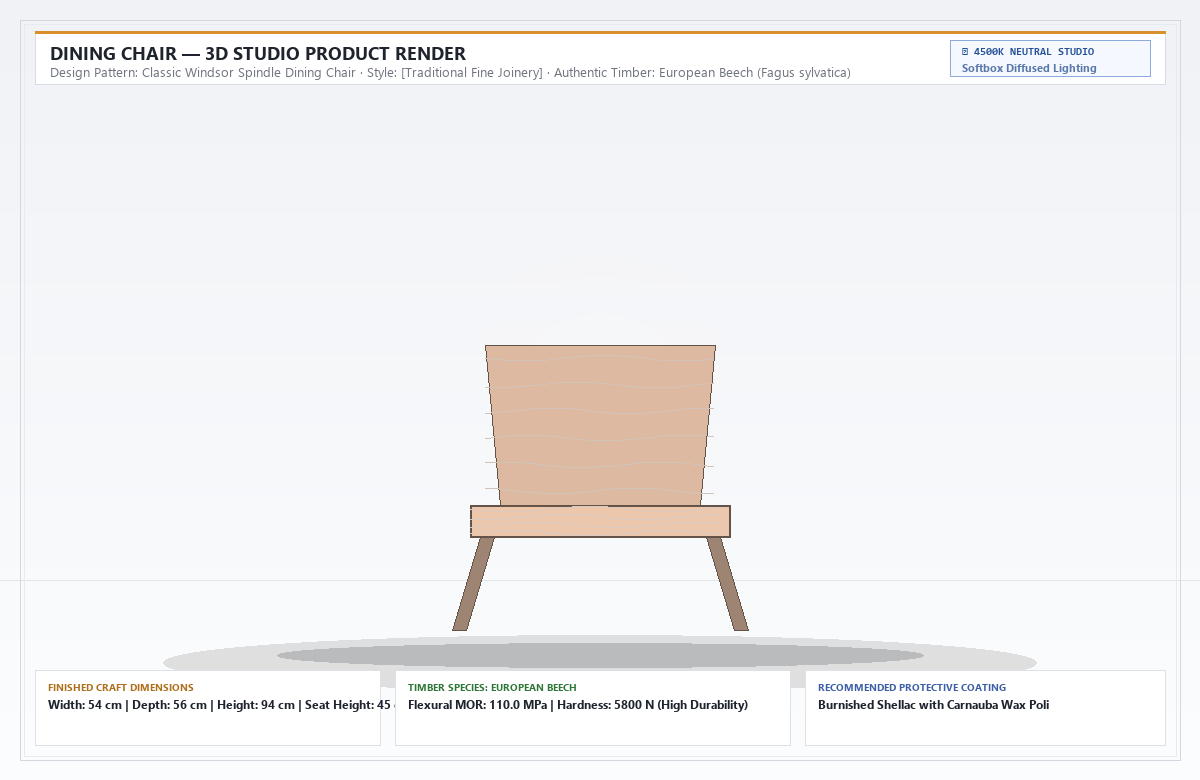 DINING CHAIR — 3D STUDIO PRODUCT RENDER
Design Pattern: Classic Windsor Spindle Dining Chair · Style: [Traditional Fine Joinery] · Authentic Timber: European Beech (Fagus sylvatica)
4500K NEUTRAL STUDIO
Softbox Diffused Lighting
FINISHED CRAFT DIMENSIONS
Width: 54 cm | Depth: 56 cm | Height: 94 cm | Seat Height: 45
TIMBER SPECIES: EUROPEAN BEECH
Flexural MOR: 110.0 MPa | Hardness: 5800 N (High Durability)
RECOMMENDED PROTECTIVE COATING
Burnished Shellac with Carnauba Wax Poli